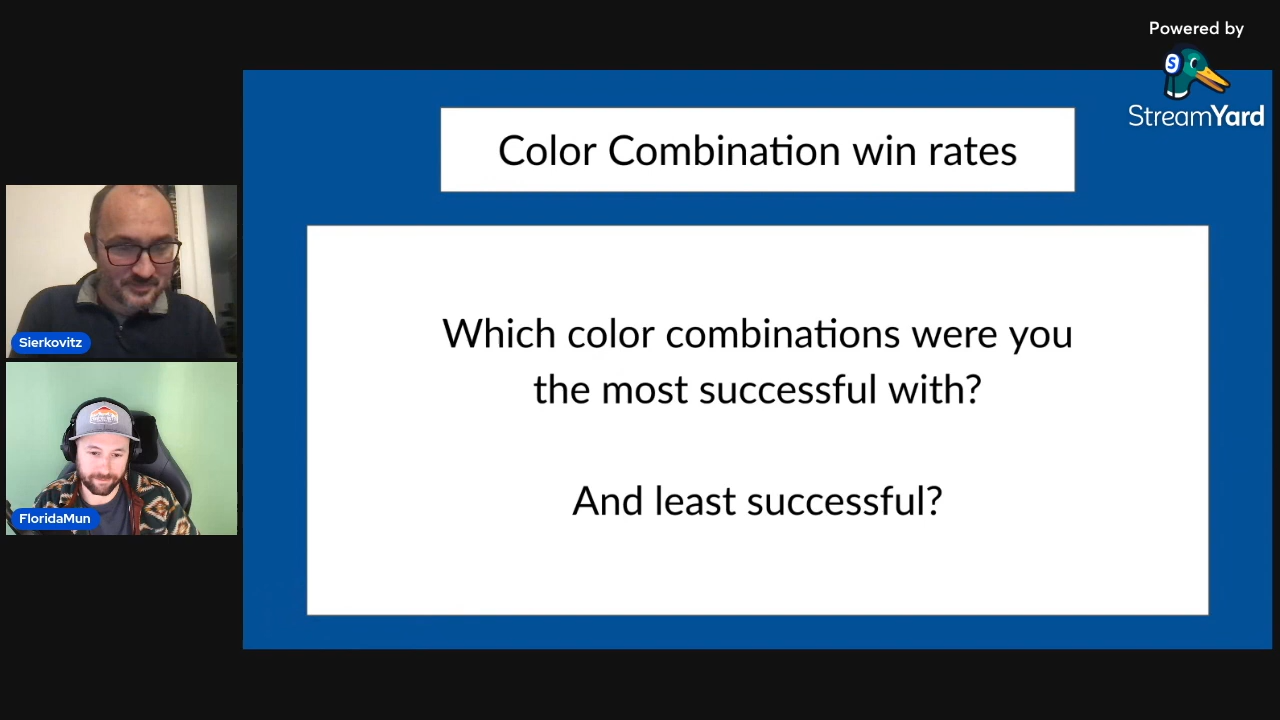 Powered by
StreamYard
Color Combination win rates
Which color combinations were you
the most successful with?
And least successful?
Sierkovitz
FloridaMun